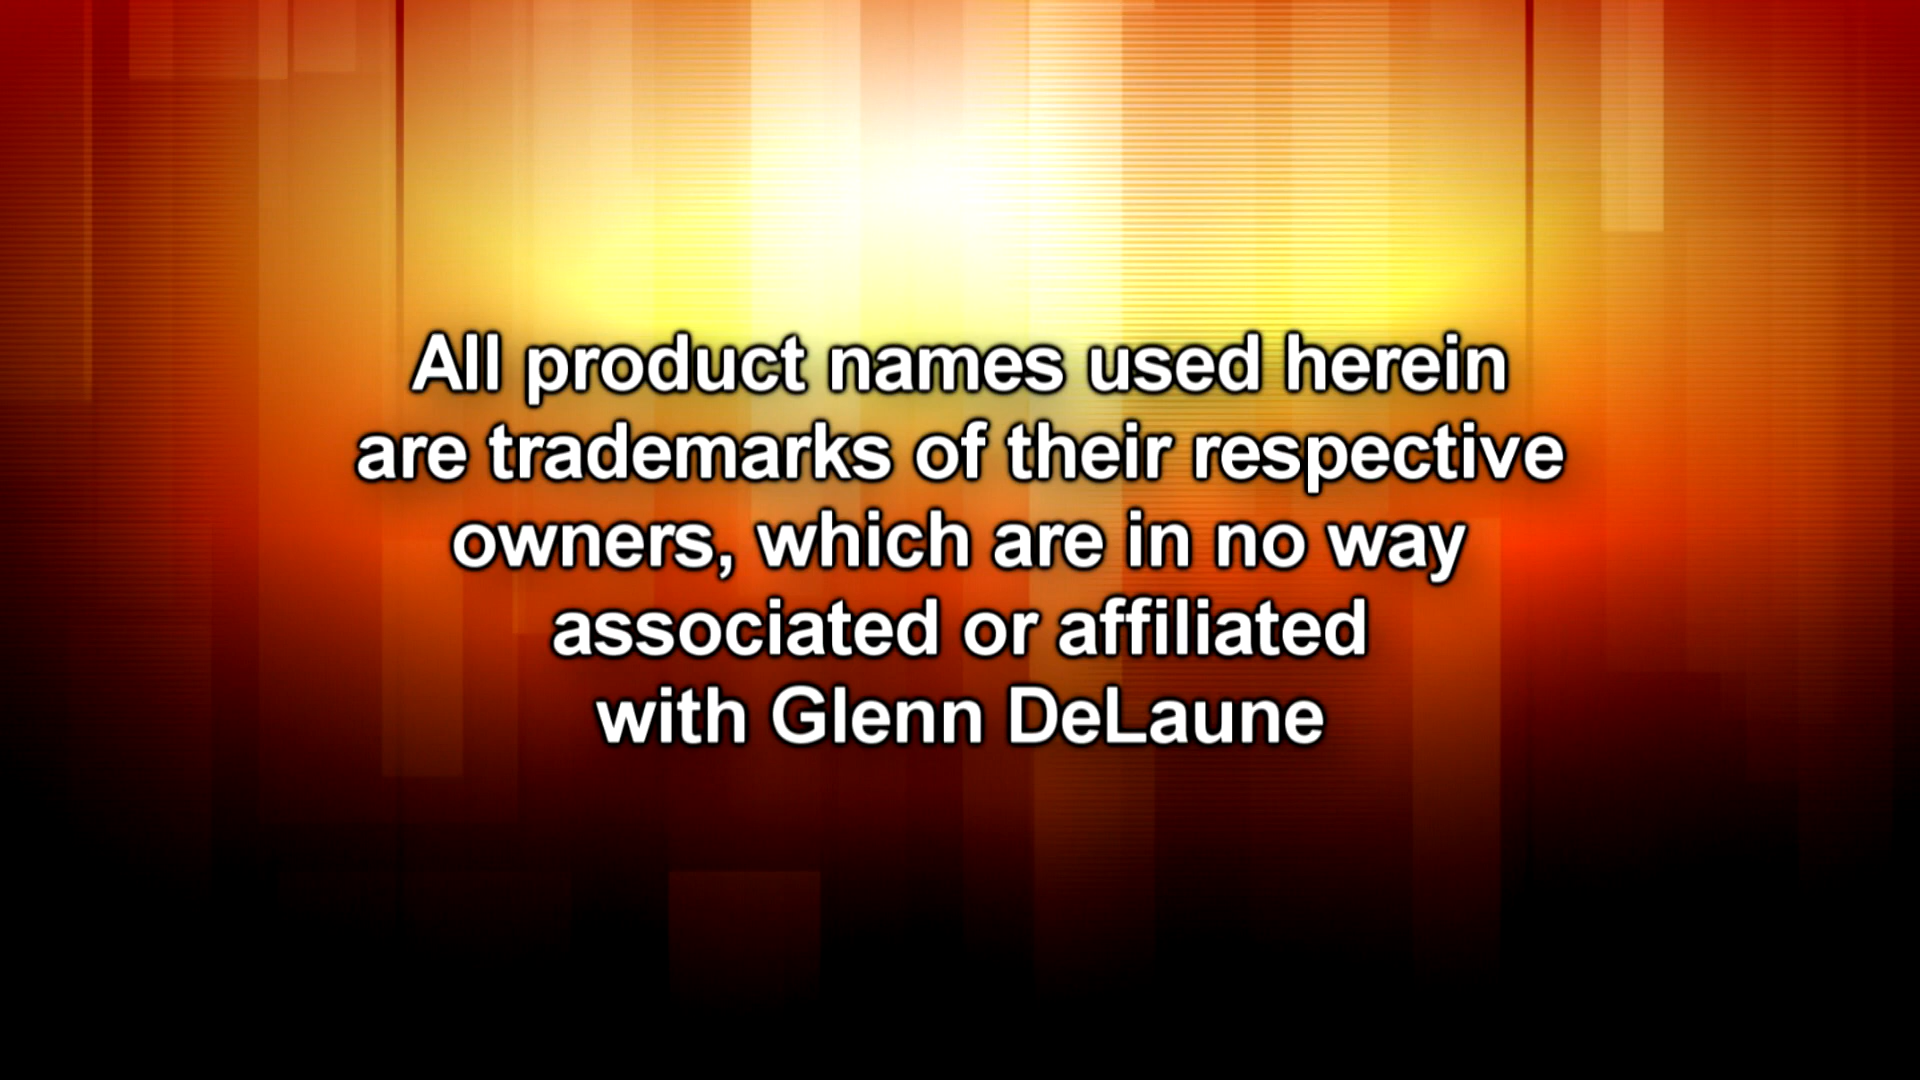 All product names used herein
are trademarks of their respective
owners, which are in no way
associated or affiliated
with Glenn DeLaune